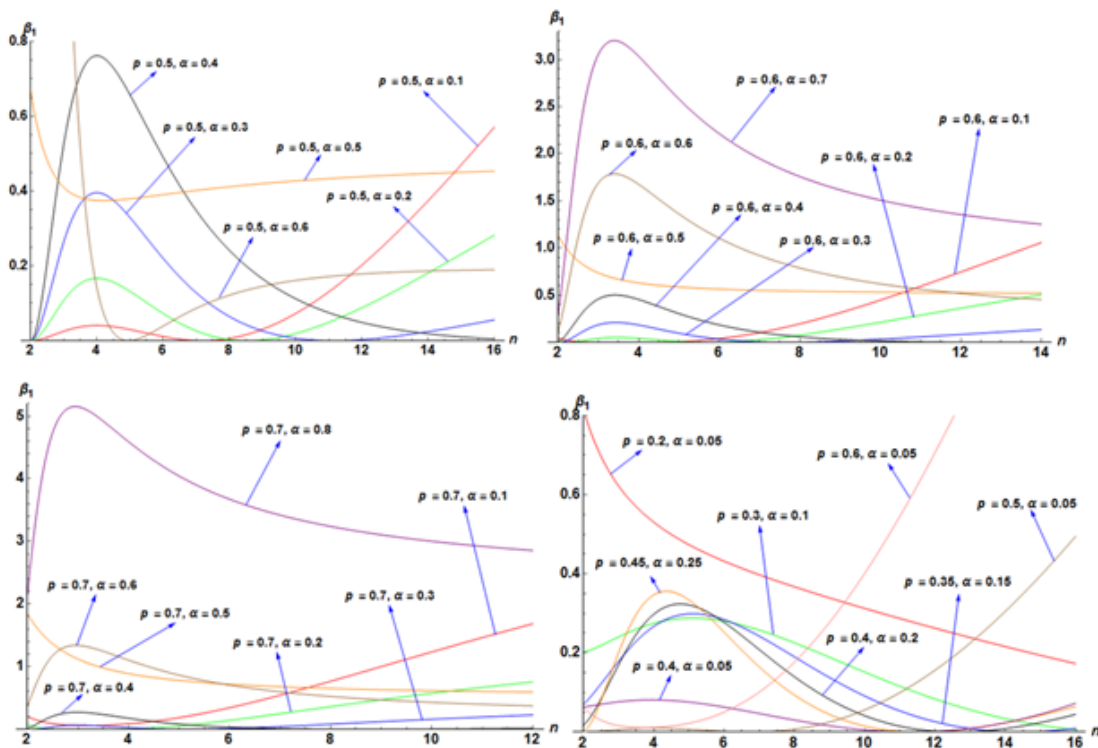 β₁
0.8
0.6
0.4
0.2
2
4
6
8
10
12
14
16
n
p = 0.5, α = 0.4
p = 0.5, α = 0.1
p = 0.5, α = 0.3
p = 0.5, α = 0.5
p = 0.5, α = 0.2
p = 0.5, α = 0.6
β₁
3.0
2.5
2.0
1.5
1.0
0.5
2
4
6
8
10
12
14
n
p = 0.6, α = 0.7
p = 0.6, α = 0.1
p = 0.6, α = 0.6
p = 0.6, α = 0.2
p = 0.6, α = 0.4
p = 0.6, α = 0.5
p = 0.6, α = 0.3
β₁
5
4
3
2
1
2
4
6
8
10
12
n
p = 0.7, α = 0.8
p = 0.7, α = 0.1
p = 0.7, α = 0.6
p = 0.7, α = 0.3
p = 0.7, α = 0.5
p = 0.7, α = 0.2
p = 0.7, α = 0.4
β₁
0.8
0.6
0.4
0.2
2
4
6
8
10
12
14
16
n
p = 0.2, α = 0.05
p = 0.6, α = 0.05
p = 0.5, α = 0.05
p = 0.3, α = 0.1
p = 0.45, α = 0.25
p = 0.35, α = 0.15
p = 0.4, α = 0.2
p = 0.4, α = 0.05